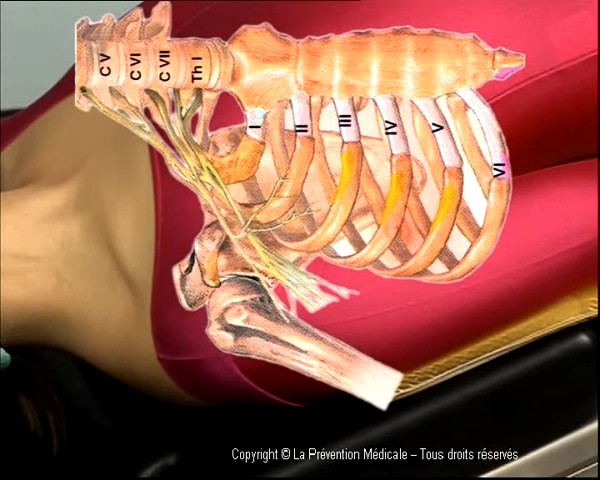 C V
C VI
C VII
Th I
I
II
III
IV
V
VI
Copyright © La Prévention Médicale – Tous droits réservés